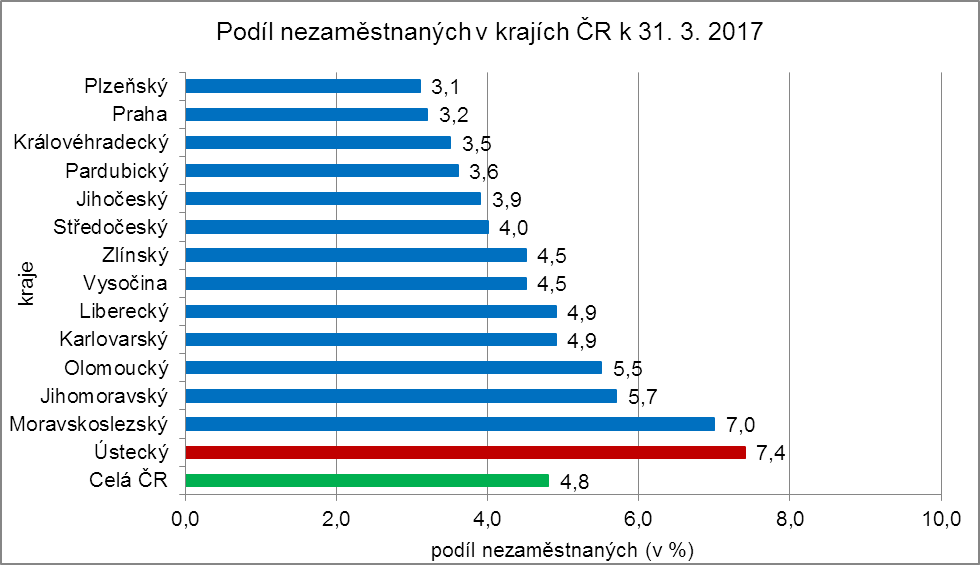 Podíl nezaměstnaných v krajích ČR k 31. 3. 2017
kraje
Plzeňský 3,1
Praha 3,2
Královéhradecký 3,5
Pardubický 3,6
Jihočeský 3,9
Středočeský 4,0
Zlínský 4,5
Vysočina 4,5
Liberecký 4,9
Karlovarský 4,9
Olomoucký 5,5
Jihomoravský 5,7
Moravskoslezský 7,0
Ústecký 7,4
Celá ČR 4,8
0,0 2,0 4,0 6,0 8,0 10,0
podíl nezaměstnaných (v %)